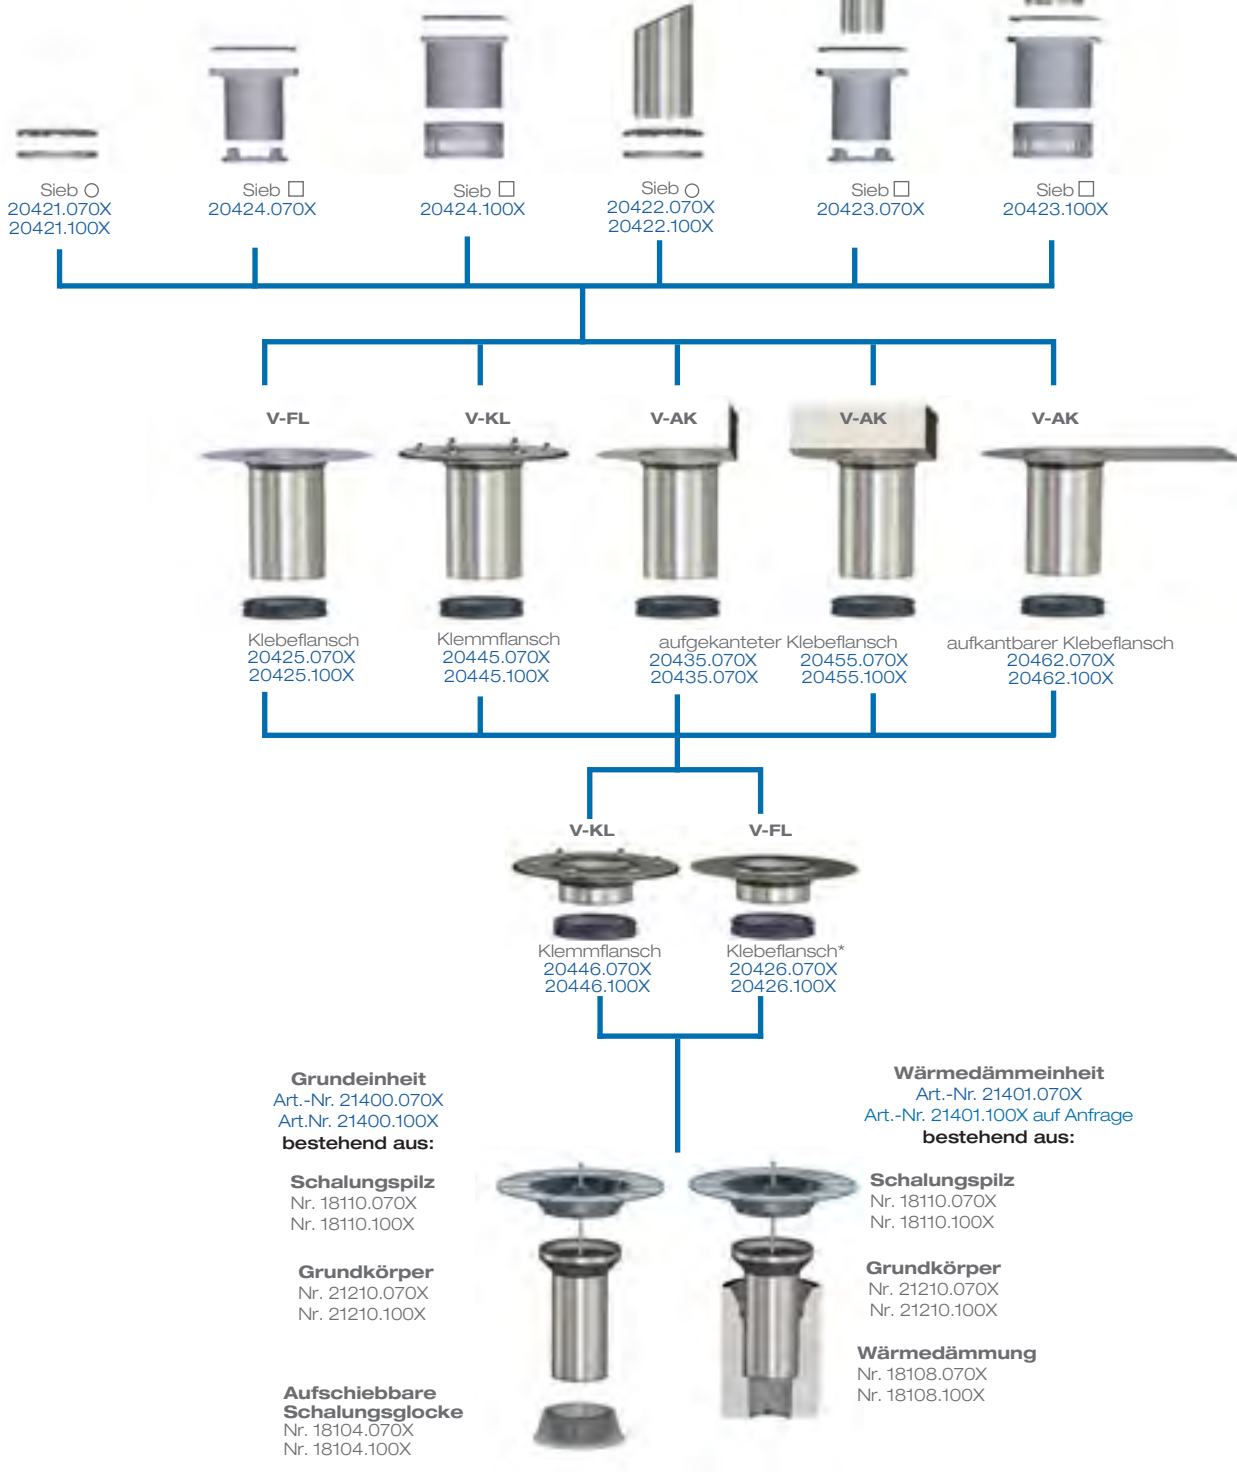 Sieb ○
20421.070X
20421.100X
Sieb □
20424.070X
Sieb □
20424.100X
Sieb ○
20422.070X
20422.100X
Sieb □
20423.070X
Sieb □
20423.100X
V-FL
V-KL
V-AK
V-AK
V-AK
Klebeflansch
20425.070X
20425.100X
Klemmflansch
20445.070X
20445.100X
aufgekanteter Klebeflansch
20435.070X
20435.070X
20455.070X
20455.100X
aufkantbarer Klebeflansch
20462.070X
20462.100X
V-KL
V-FL
Klemmflansch
20446.070X
20446.100X
Klebeflansch*
20426.070X
20426.100X
Grundeinheit
Art.-Nr. 21400.070X
Art.Nr. 21400.100X
bestehend aus:
Schalungspilz
Nr. 18110.070X
Nr. 18110.100X
Grundkörper
Nr. 21210.070X
Nr. 21210.100X
Aufschiebbare
Schalungsglocke
Nr. 18104.070X
Nr. 18104.100X
Wärmedämmeinheit
Art.-Nr. 21401.070X
Art.-Nr. 21401.100X auf Anfrage
bestehend aus:
Schalungspilz
Nr. 18110.070X
Nr. 18110.100X
Grundkörper
Nr. 21210.070X
Nr. 21210.100X
Wärmedämmung
Nr. 18108.070X
Nr. 18108.100X